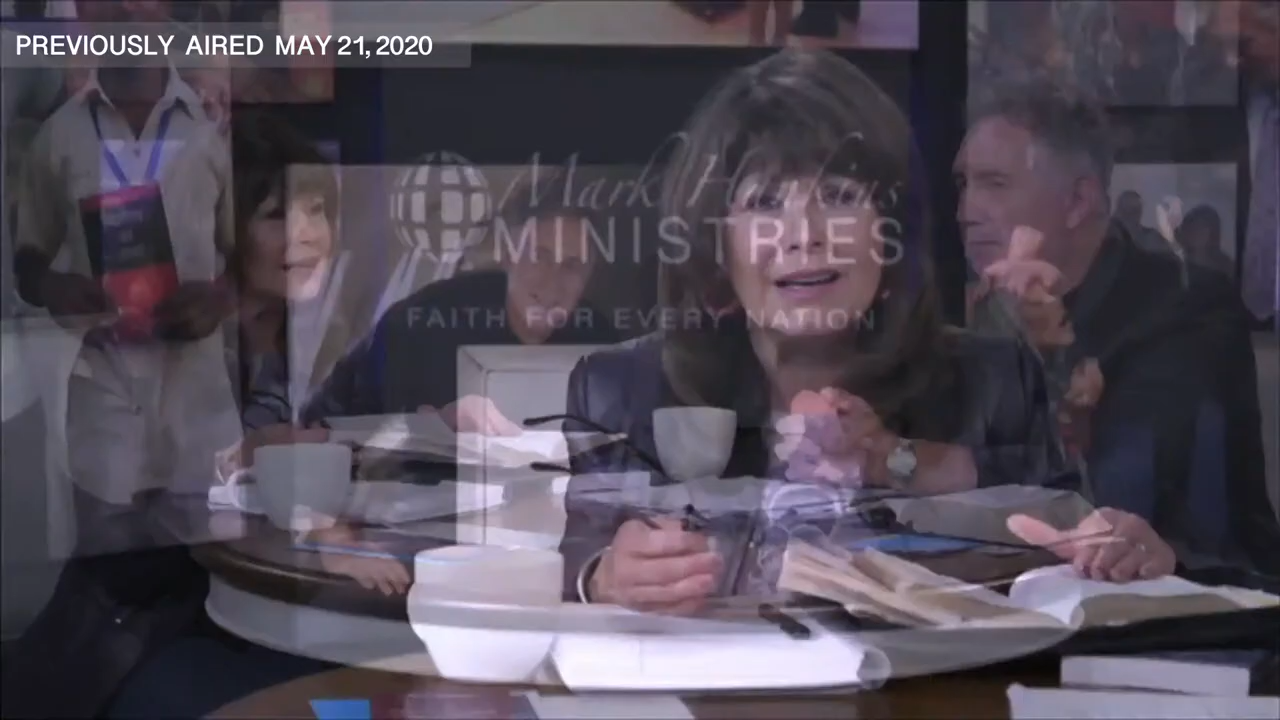 PREVIOUSLY AIRED MAY 21, 2020
Mark Hankins
MINISTRIES
FAITH FOR EVERY NATION